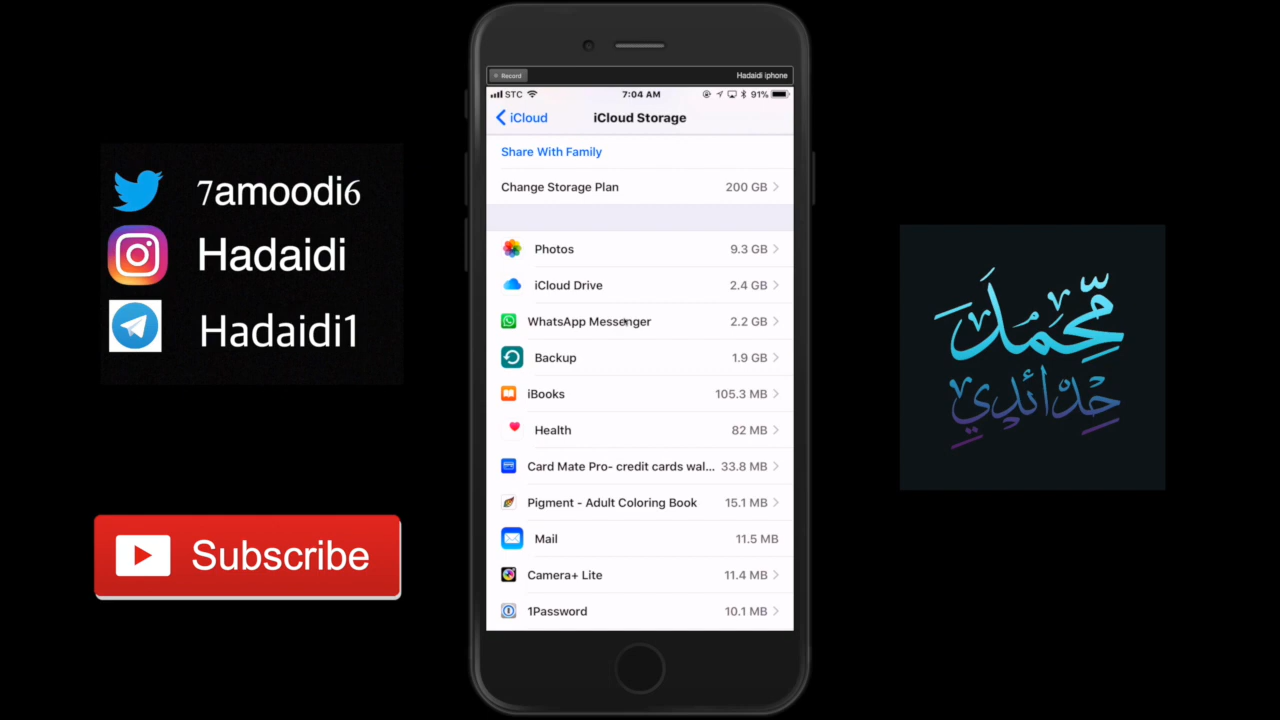 7amoodi6
Hadaidi
Hadaidi1
Subscribe
Record
Hadaidi iphone
STC
7:04 AM
91%
iCloud
iCloud Storage
Share With Family
Change Storage Plan 200 GB
Photos 9.3 GB
iCloud Drive 2.4 GB
WhatsApp Messenger 2.2 GB
Backup 1.9 GB
iBooks 105.3 MB
Health 82 MB
Card Mate Pro- credit cards wal... 33.8 MB
Pigment - Adult Coloring Book 15.1 MB
Mail 11.5 MB
Camera+ Lite 11.4 MB
1Password 10.1 MB
محمد
حدائدي